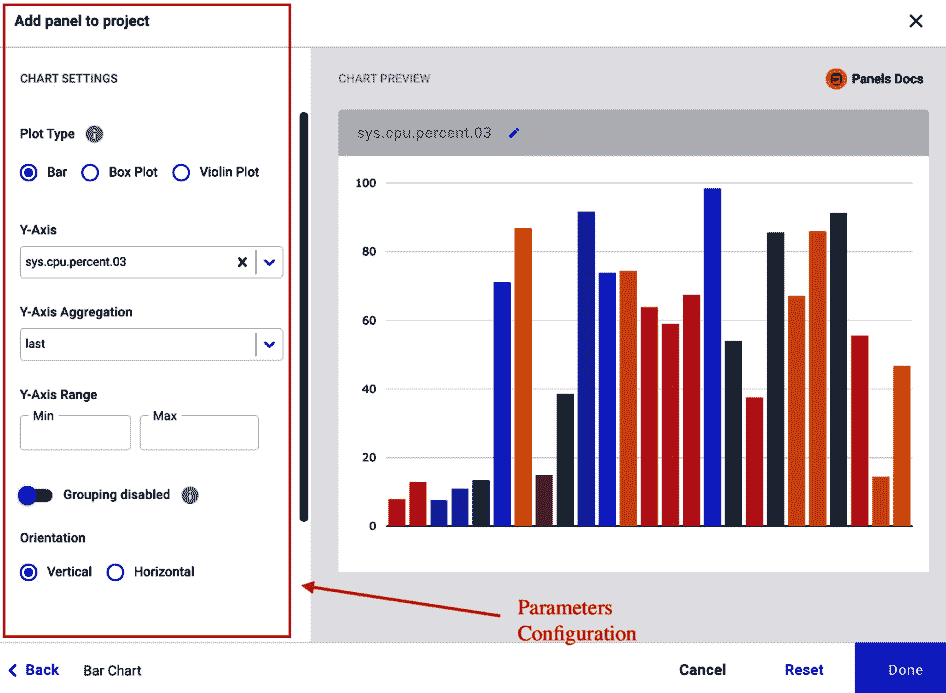 Add panel to project
CHART SETTINGS
CHART PREVIEW
Panels Docs
Plot Type
Bar Box Plot Violin Plot
Y-Axis
sys.cpu.percent.03
Y-Axis Aggregation
last
Y-Axis Range
Min Max
Grouping disabled
Orientation
Vertical Horizontal
sys.cpu.percent.03
100
80
60
40
20
0
Parameters
Configuration
Back Bar Chart
Cancel Reset Done